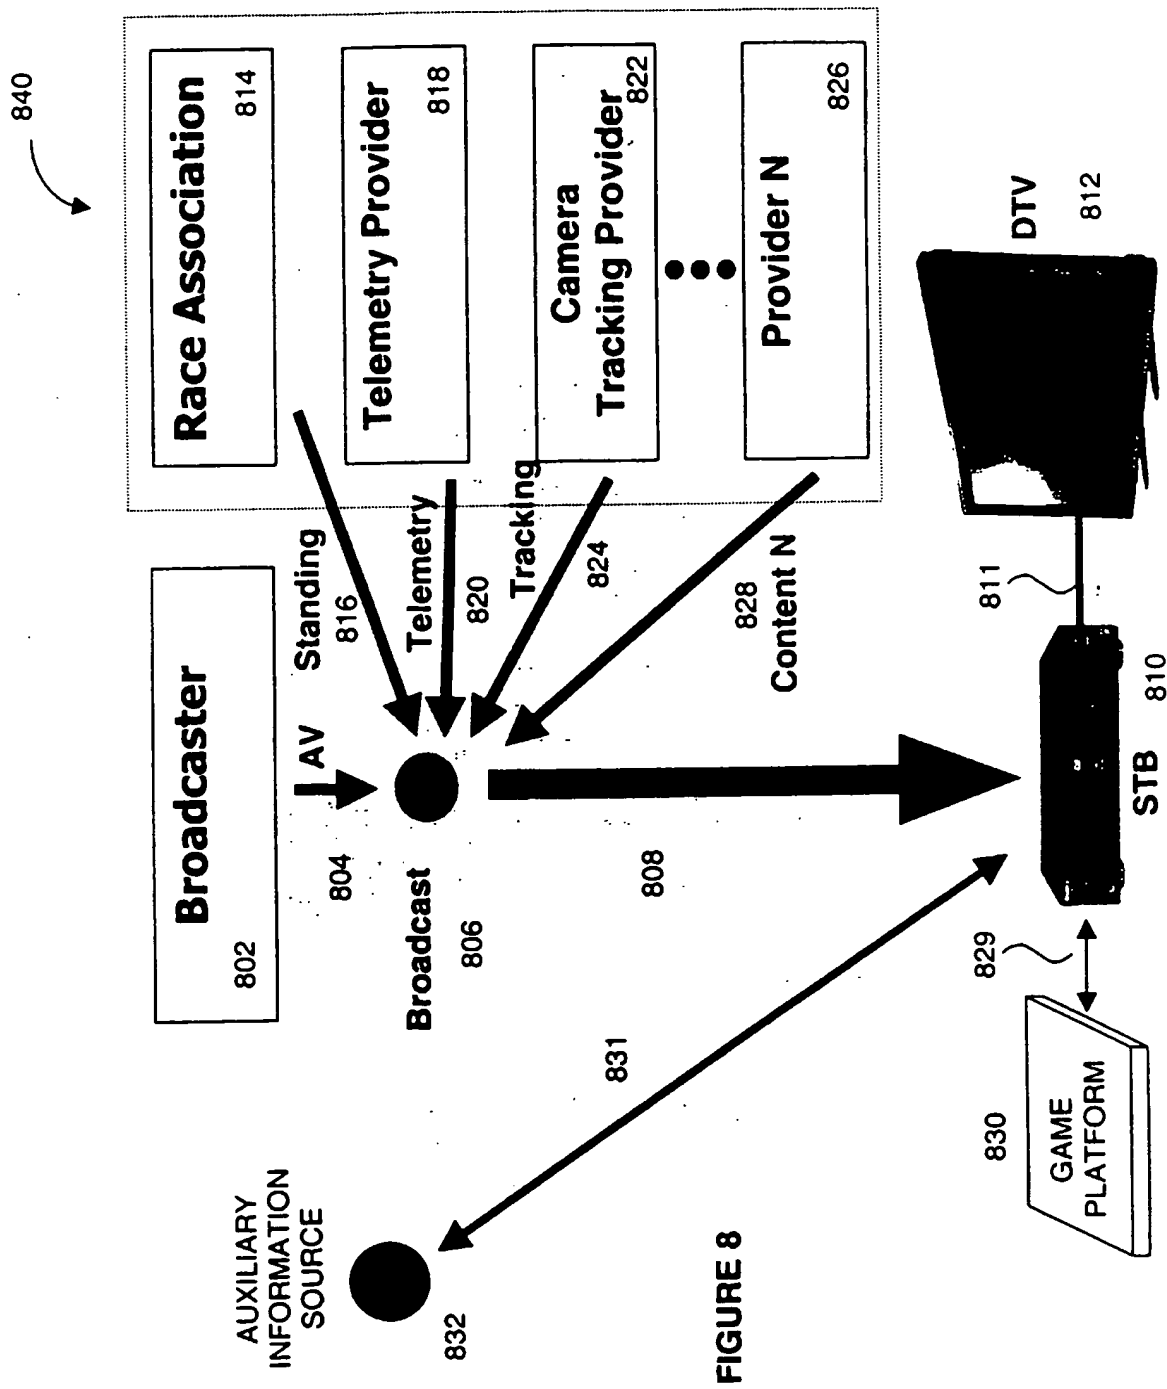 840
Race Association
814
Telemetry Provider
818
Camera
Tracking Provider
822
Provider N
826
Broadcaster
802
AV
804
Standing
816
Telemetry
820
Tracking
824
828
Content N
Broadcast
806
808
AUXILIARY
INFORMATION
SOURCE
832
831
GAME
PLATFORM
830
829
STB
810
811
DTV
812
FIGURE 8